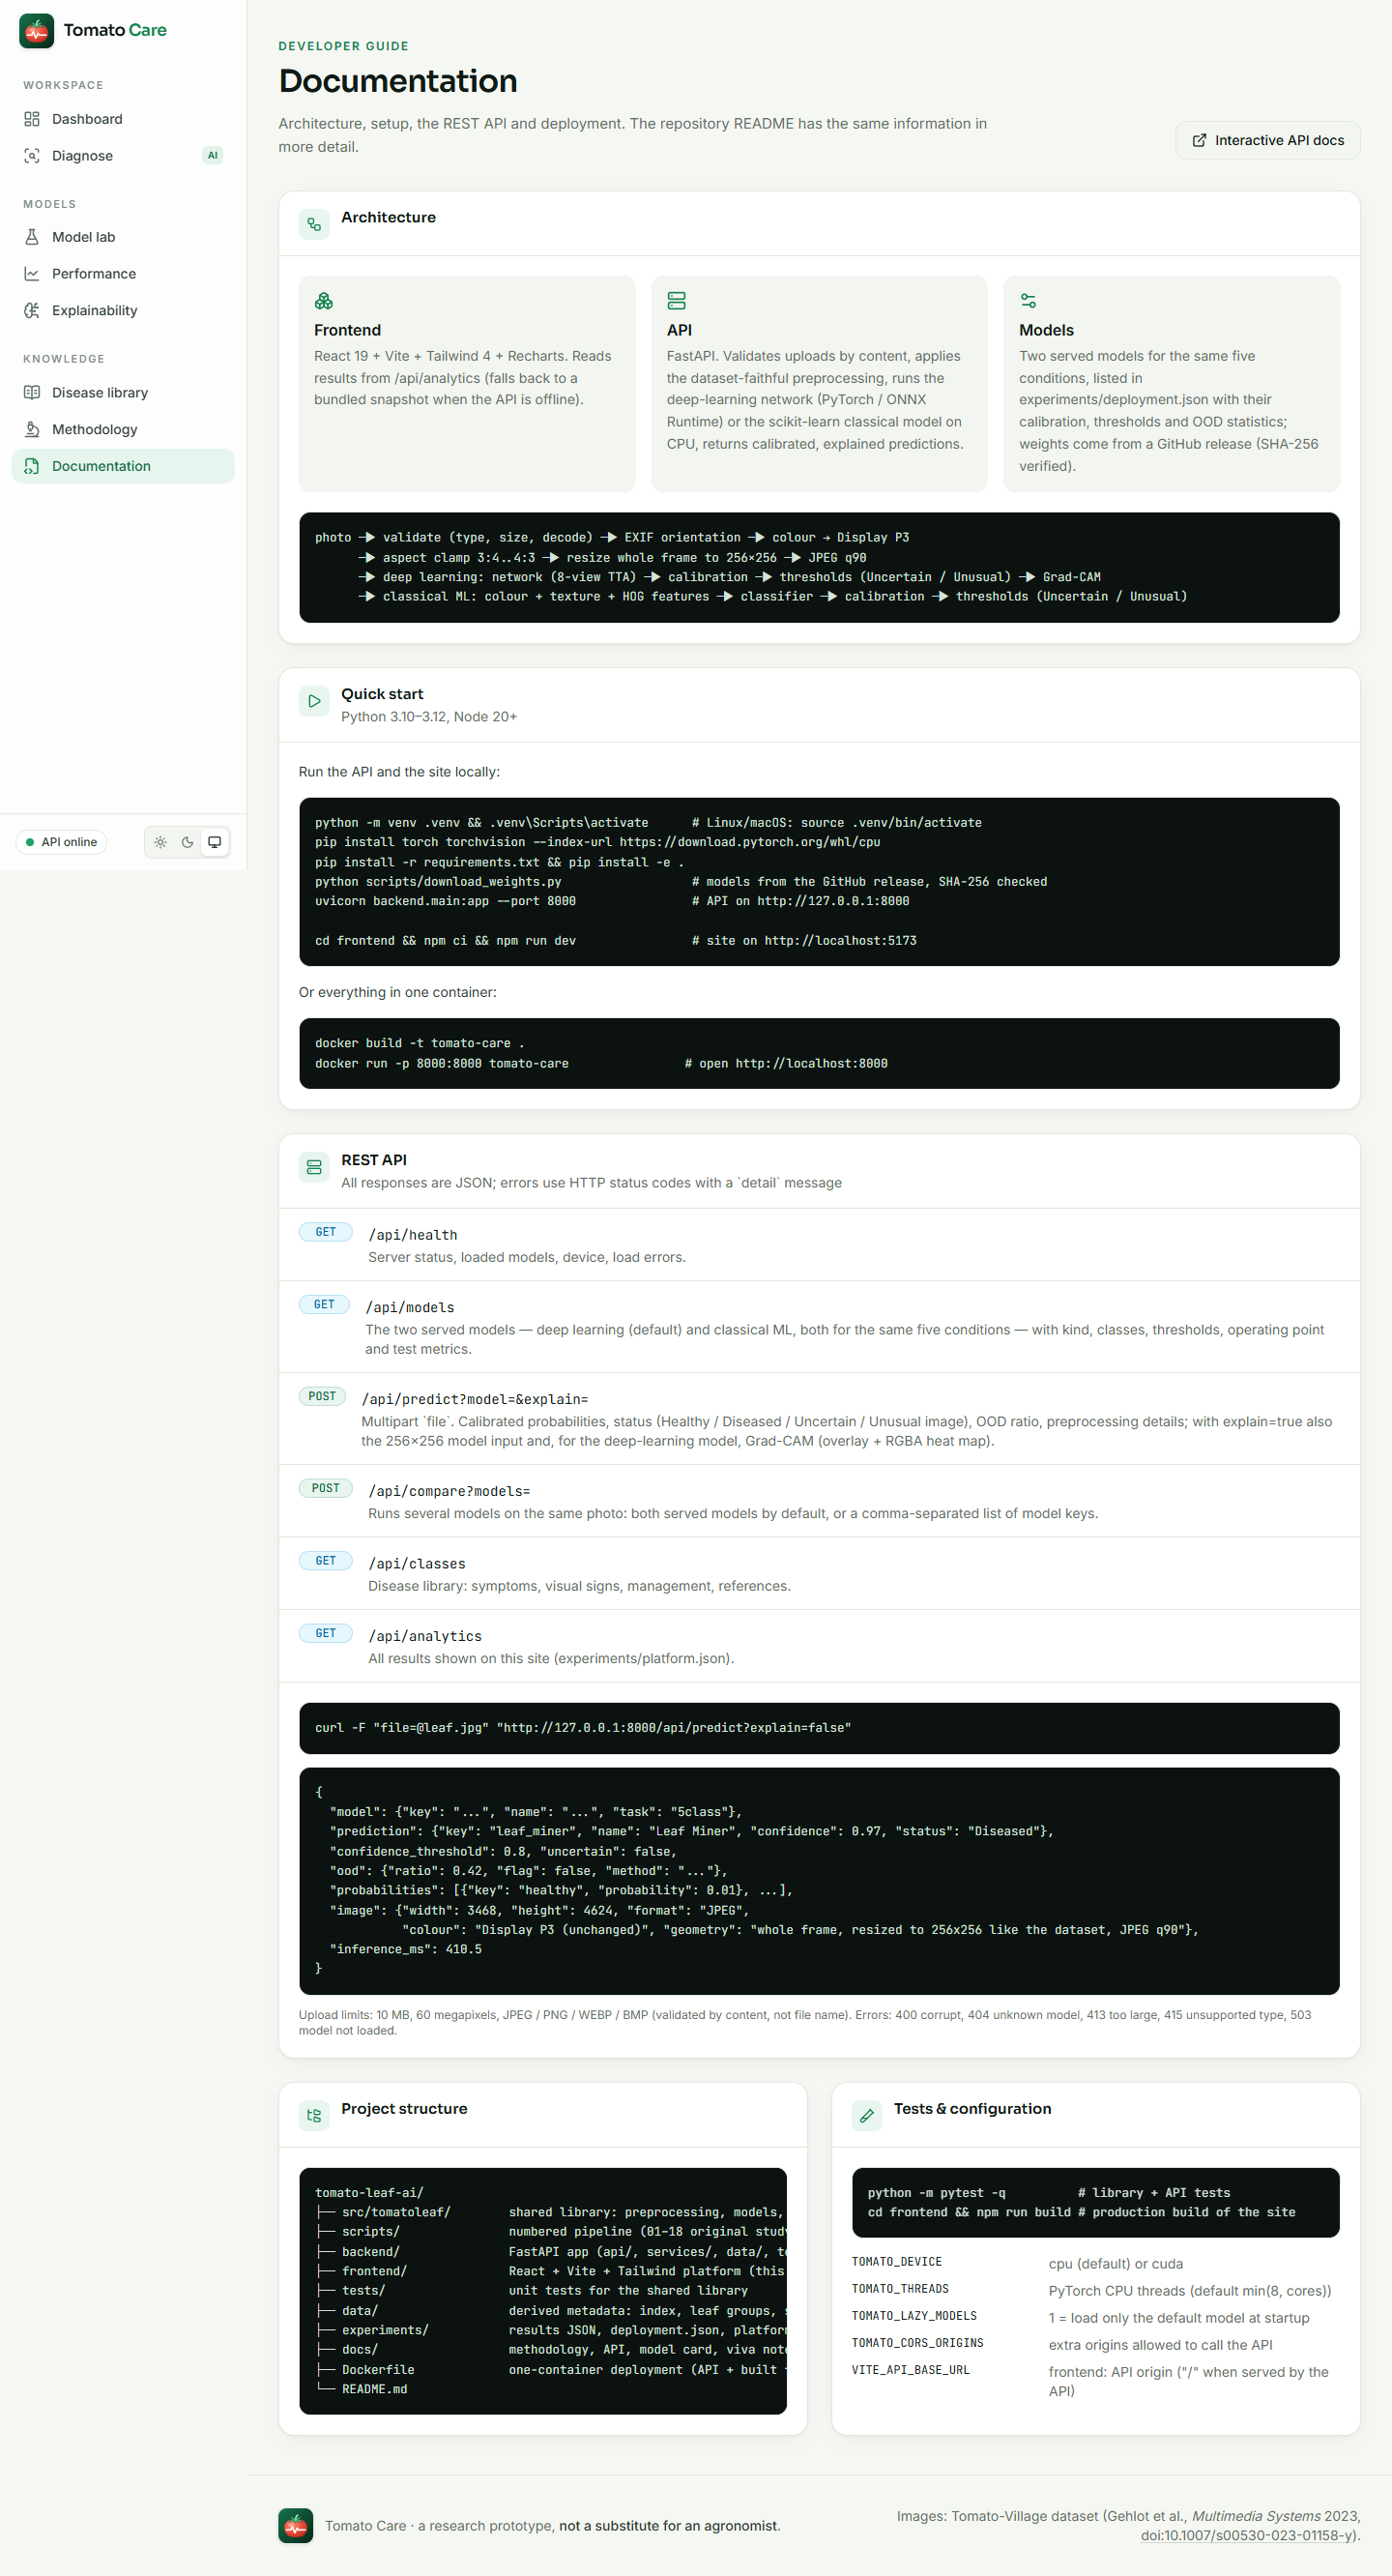 Tomato Care
WORKSPACE
Dashboard
Diagnose AI
MODELS
Model lab
Performance
Explainability
KNOWLEDGE
Disease library
Methodology
Documentation
API online
DEVELOPER GUIDE
Documentation
Architecture, setup, the REST API and deployment. The repository README has the same information in
more detail.
Interactive API docs
Architecture
Frontend
React 19 + Vite + Tailwind 4 + Recharts. Reads
results from /api/analytics (falls back to a
bundled snapshot when the API is offline).
API
FastAPI. Validates uploads by content, applies
the dataset-faithful preprocessing, runs the
deep-learning network (PyTorch / ONNX
Runtime) or the scikit-learn classical model on
CPU, returns calibrated, explained predictions.
Models
Two served models for the same five
conditions, listed in
experiments/deployment.json with their
calibration, thresholds and OOD statistics;
weights come from a GitHub release (SHA-256
verified).
photo ─▶ validate (type, size, decode) ─▶ EXIF orientation ─▶ colour → Display P3
─▶ aspect clamp 3:4..4:3 ─▶ resize whole frame to 256×256 ─▶ JPEG q90
─▶ deep learning: network (8-view TTA) ─▶ calibration ─▶ thresholds (Uncertain / Unusual) ─▶ Grad-CAM
─▶ classical ML: colour + texture + HOG features ─▶ classifier ─▶ calibration ─▶ thresholds (Uncertain / Unusual)
Quick start
Python 3.10–3.12, Node 20+
Run the API and the site locally:
python -m venv .venv && .venv\Scripts\activate # Linux/macOS: source .venv/bin/activate
pip install torch torchvision --index-url https://download.pytorch.org/whl/cpu
pip install -r requirements.txt && pip install -e .
python scripts/download_weights.py # models from the GitHub release, SHA-256 checked
uvicorn backend.main:app --port 8000 # API on http://127.0.0.1:8000
cd frontend && npm ci && npm run dev # site on http://localhost:5173
Or everything in one container:
docker build -t tomato-care .
docker run -p 8000:8000 tomato-care # open http://localhost:8000
REST API
All responses are JSON; errors use HTTP status codes with a `detail` message
GET /api/health
Server status, loaded models, device, load errors.
GET /api/models
The two served models — deep learning (default) and classical ML, both for the same five conditions — with kind, classes, thresholds, operating point
and test metrics.
POST /api/predict?model=&explain=
Multipart `file`. Calibrated probabilities, status (Healthy / Diseased / Uncertain / Unusual image), OOD ratio, preprocessing details; with explain=true also
the 256×256 model input and, for the deep-learning model, Grad-CAM (overlay + RGBA heat map).
POST /api/compare?models=
Runs several models on the same photo: both served models by default, or a comma-separated list of model keys.
GET /api/classes
Disease library: symptoms, visual signs, management, references.
GET /api/analytics
All results shown on this site (experiments/platform.json).
curl -F "file=@leaf.jpg" "http://127.0.0.1:8000/api/predict?explain=false"
{
"model": {"key": "...", "name": "...", "task": "5class"},
"prediction": {"key": "leaf_miner", "name": "Leaf Miner", "confidence": 0.97, "status": "Diseased"},
"confidence_threshold": 0.8, "uncertain": false,
"ood": {"ratio": 0.42, "flag": false, "method": "..."},
"probabilities": [{"key": "healthy", "probability": 0.01}, ...],
"image": {"width": 3468, "height": 4624, "format": "JPEG",
"colour": "Display P3 (unchanged)", "geometry": "whole frame, resized to 256x256 like the dataset, JPEG q90"},
"inference_ms": 410.5
}
Upload limits: 10 MB, 60 megapixels, JPEG / PNG / WEBP / BMP (validated by content, not file name). Errors: 400 corrupt, 404 unknown model, 413 too large, 415 unsupported type, 503
model not loaded.
Project structure
tomato-leaf-ai/
├── src/tomatoleaf/ shared library: preprocessing, models,
├── scripts/ numbered pipeline (01–18 original study
├── backend/ FastAPI app (api/, services/, data/,
├── frontend/ React + Vite + Tailwind platform (this
├── tests/ unit tests for the shared library
├── data/ derived metadata: index, leaf groups,
├── experiments/ results JSON, deployment.json,
├── docs/ methodology, API, model card, viva
├── Dockerfile one-container deployment (API + built
└── README.md
Tests & configuration
python -m pytest -q # library + API tests
cd frontend && npm run build # production build of the site
TOMATO_DEVICE cpu (default) or cuda
TOMATO_THREADS PyTorch CPU threads (default min(8, cores))
TOMATO_LAZY_MODELS 1 = load only the default model at startup
TOMATO_CORS_ORIGINS extra origins allowed to call the API
VITE_API_BASE_URL frontend: API origin ("/" when served by the
API)
Tomato Care · a research prototype, not a substitute for an agronomist.
Images: Tomato-Village dataset (Gehlot et al., Multimedia Systems 2023,
doi:10.1007/s00530-023-01158-y).